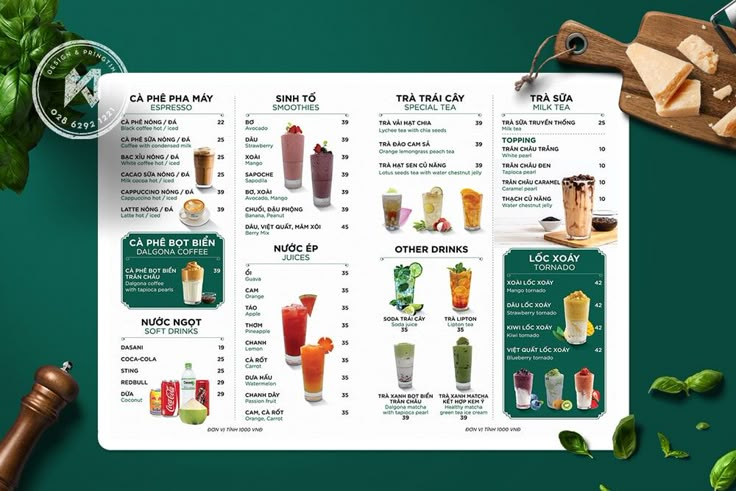 DESIGN & PRINTING
028 6292 1221
CÀ PHÊ PHA MÁY
ESPRESSO
CÀ PHÊ NÓNG / ĐÁ 22
Black coffee hot / iced
CÀ PHÊ SỮA NÓNG / ĐÁ 25
Coffee with condensed milk
BẠC XỈU NÓNG / ĐÁ 25
White coffee hot / iced
CACAO SỮA NÓNG / ĐÁ 25
Milk cocoa hot / iced
CAPPUCCINO NÓNG / ĐÁ 39
Cappuccino hot / iced
LATTE NÓNG / ĐÁ 39
Latte hot / iced
CÀ PHÊ BỌT BIỂN
DALGONA COFFEE
CÀ PHÊ BỌT BIỂN 39
TRÂN CHÂU
Dalgona coffee
with tapioca pearls
NƯỚC NGỌT
SOFT DRINKS
DASANI 19
COCA-COLA 25
STING 25
REDBULL 29
DỪA 29
Coconut
SINH TỐ
SMOOTHIES
BƠ 39
Avocado
DÂU 39
Strawberry
XOÀI 39
Mango
SAPOCHE 39
Sapodlla
BƠ, XOÀI 39
Avocado, Mango
CHUỐI, ĐẬU PHỘNG 39
Banana, Peanut
DÂU, VIỆT QUẤT, MÂM XÔI 45
Berry Mix
NƯỚC ÉP
JUICES
ỔI 35
Guava
CAM 35
Orange
TÁO 35
Apple
THƠM 35
Pineapple
CHANH 35
Lemon
CÀ RỐT 35
Carrot
DƯA HẤU 35
Watermelon
CHANH DÂY 35
Passion fruit
CAM, CÀ RỐT 35
Orange, Carrot
ĐƠN VỊ TÍNH 1000 VNĐ
TRÀ TRÁI CÂY
SPECIAL TEA
TRÀ VẢI HẠT CHIA 39
Lychee tea with chia seeds
TRÀ ĐÀO CAM SẢ 39
Orange lemongrass peach tea
TRÀ HẠT SEN CỦ NĂNG 39
Lotus seeds tea with water chestnut jelly
OTHER DRINKS
SODA TRÁI CÂY
Soda juice
35
TRÀ LIPTON
Lipton tea
35
TRÀ XANH BỌT BIỂN
TRÂN CHÂU
Dalgona matcha
with tapioca pearls
39
TRÀ XANH MATCHA
KẾT HỢP KEM Ý
Healthy matcha
green tea ice cream
39
TRÀ SỮA
MILK TEA
TRÀ SỮA TRUYỀN THỐNG 25
Milk tea
TOPPING
TRÂN CHÂU TRẮNG 10
White pearl
TRÂN CHÂU ĐEN 10
Tapioca pearl
TRÂN CHÂU CARAMEL 10
Caramel pearl
THẠCH CỦ NĂNG 10
Water chestnut jelly
LỐC XOÁY
TORNADO
XOÀI LỐC XOÁY 42
Mango tornado
DÂU LỐC XOÁY 42
Strawberry tornado
KIWI LỐC XOÁY 42
Kiwi tornado
VIỆT QUẤT LỐC XOÁY 42
Blueberry tornado
ĐƠN VỊ TÍNH 1000 VNĐ